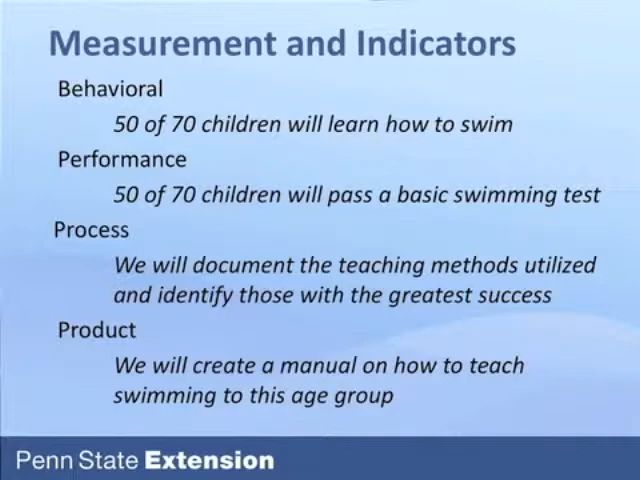 Measurement and Indicators
Behavioral
50 of 70 children will learn how to swim
Performance
50 of 70 children will pass a basic swimming test
Process
We will document the teaching methods utilized
and identify those with the greatest success
Product
We will create a manual on how to teach
swimming to this age group
Penn State Extension